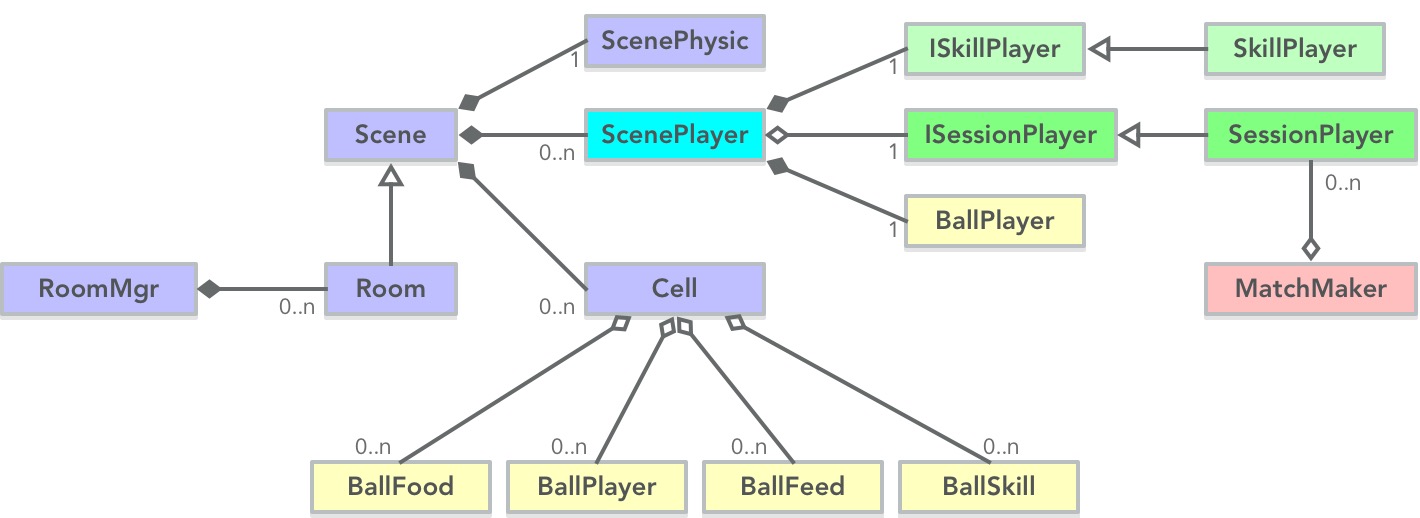 ScenePhysic
ISkillPlayer
SkillPlayer
1
1
Scene
ScenePlayer
ISessionPlayer
SessionPlayer
0..n
1
0..n
BallPlayer
1
RoomMgr
Room
Cell
MatchMaker
0..n
0..n
0..n
0..n
0..n
0..n
BallFood
BallPlayer
BallFeed
BallSkill